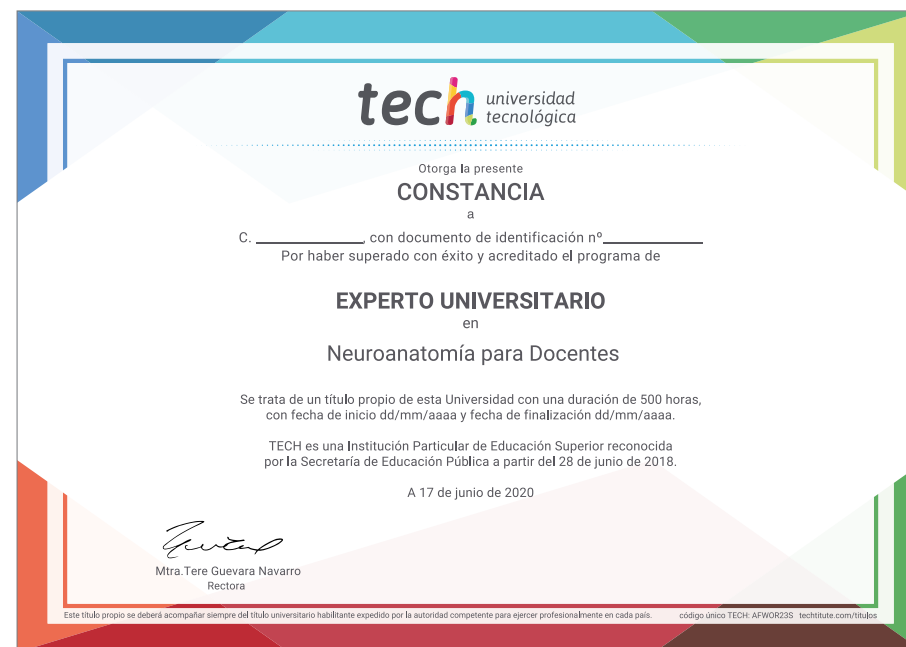 tech universidad
tecnológica
Otorga la presente
CONSTANCIA
a
C. ____________, con documento de identificación nº____________
Por haber superado con éxito y acreditado el programa de
EXPERTO UNIVERSITARIO
en
Neuroanatomía para Docentes
Se trata de un título propio de esta Universidad con una duración de 500 horas,
con fecha de inicio dd/mm/aaaa y fecha de finalización dd/mm/aaaa.
TECH es una Institución Particular de Educación Superior reconocida
por la Secretaría de Educación Pública a partir del 28 de junio de 2018.
A 17 de junio de 2020
Mtra.Tere Guevara Navarro
Rectora
Este título propio se deberá acompañar siempre del título universitario habilitante expedido por la autoridad competente para ejercer profesionalmente en cada país. código único TECH: AFWOR23S techtitute.com/títulos